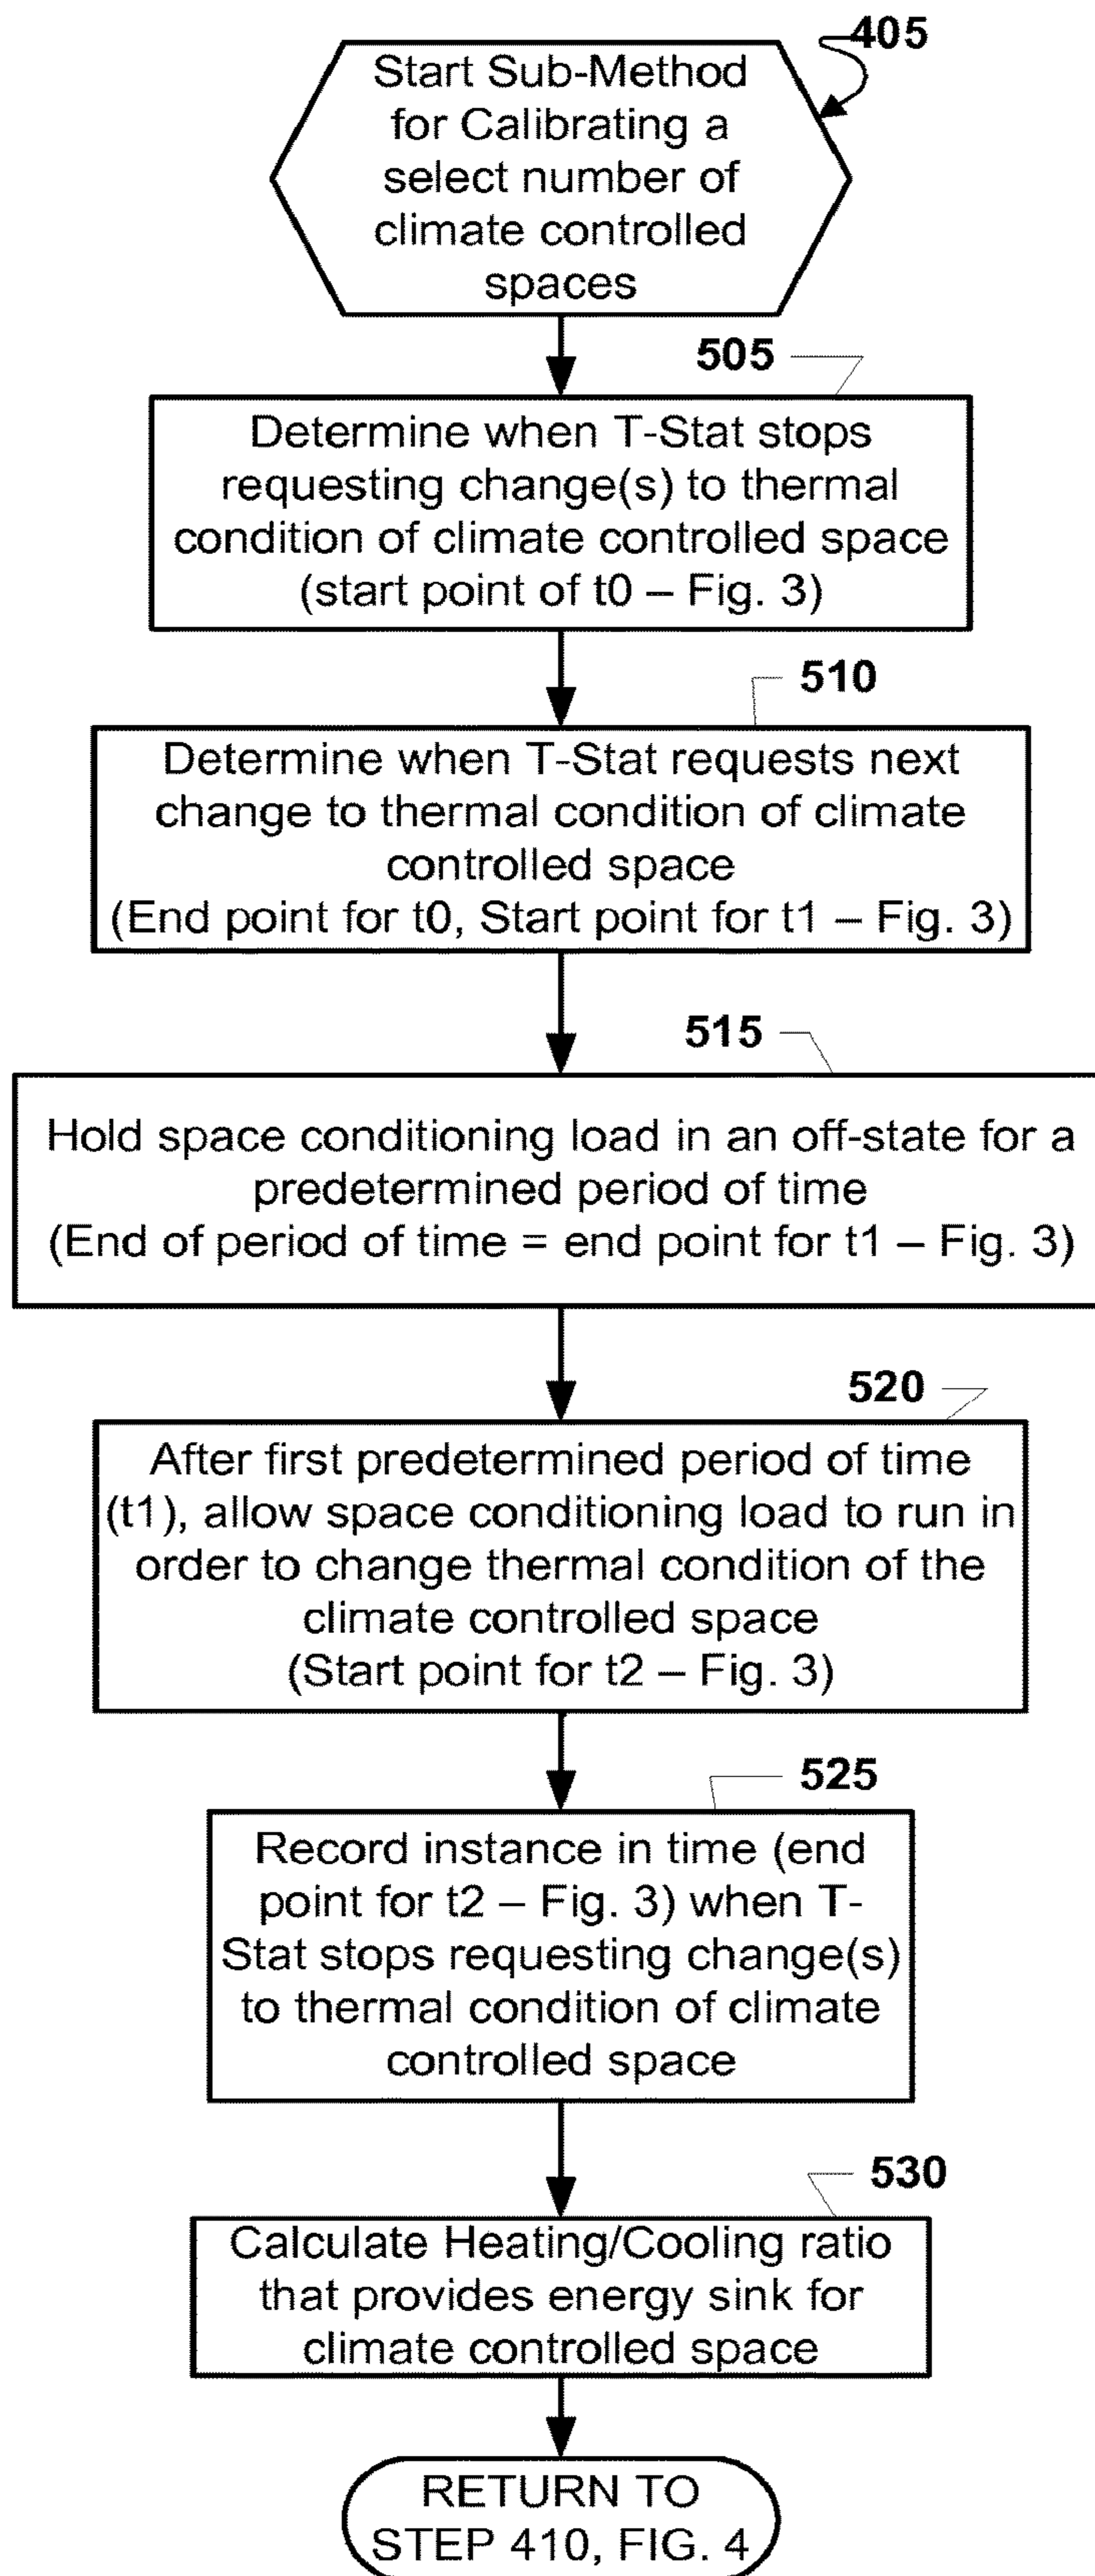 405
Start Sub-Method
for Calibrating a
select number of
climate controlled
spaces
505
Determine when T-Stat stops
requesting change(s) to thermal
condition of climate controlled space
(start point of t0 – Fig. 3)
510
Determine when T-Stat requests next
change to thermal condition of climate
controlled space
(End point for t0, Start point for t1 – Fig. 3)
515
Hold space conditioning load in an off-state for a
predetermined period of time
(End of period of time = end point for t1 – Fig. 3)
520
After first predetermined period of time
(t1), allow space conditioning load to run in
order to change thermal condition of the
climate controlled space
(Start point for t2 – Fig. 3)
525
Record instance in time (end
point for t2 – Fig. 3) when T-
Stat stops requesting change(s)
to thermal condition of climate
controlled space
530
Calculate Heating/Cooling ratio
that provides energy sink for
climate controlled space
RETURN TO
STEP 410, FIG. 4